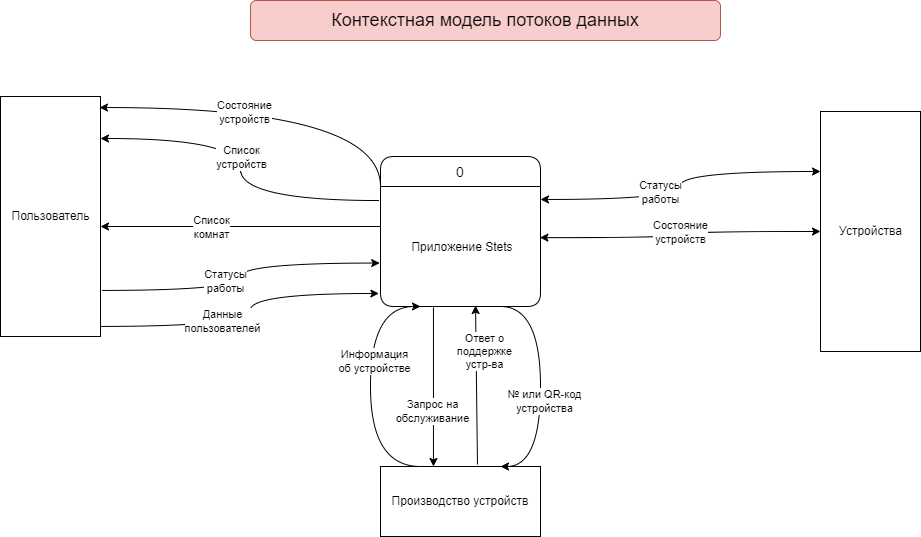 Контекстная модель потоков данных
Состояние
устройств
Список
устройств
0
Статусы
работы
Пользователь
Список
комнат
Приложение Stets
Состояние
устройств
Устройства
Статусы
работы
Данные
пользователей
Информация
об устройстве
Ответ о
поддержке
устр-ва
Запрос на
обслуживание
№ или QR-код
устройства
Производство устройств